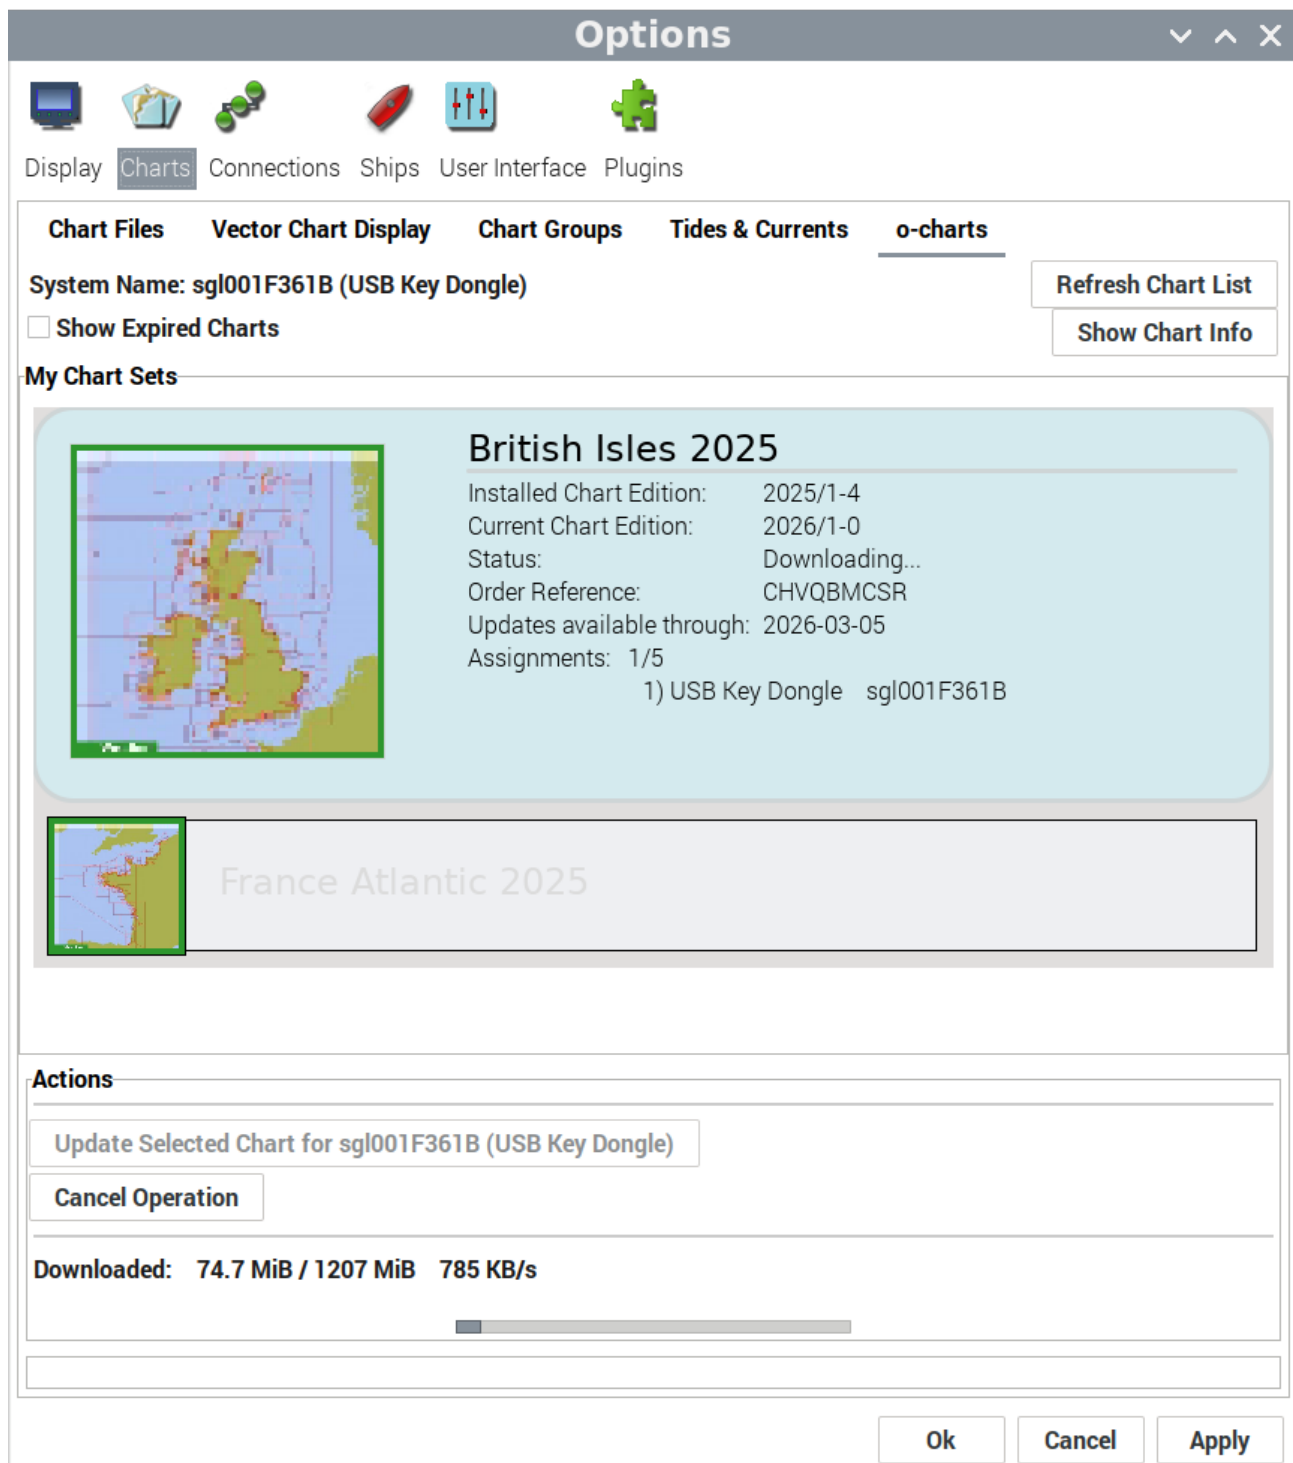 Options
Display Charts Connections Ships User Interface Plugins
Chart Files Vector Chart Display Chart Groups Tides & Currents o-charts
System Name: sgl001F361B (USB Key Dongle)
Refresh Chart List
Show Expired Charts
Show Chart Info
My Chart Sets
British Isles 2025
Installed Chart Edition: 2025/1-4
Current Chart Edition: 2026/1-0
Status: Downloading...
Order Reference: CHVQBMCSR
Updates available through: 2026-03-05
Assignments: 1/5
1) USB Key Dongle sgl001F361B
France Atlantic 2025
Actions
Update Selected Chart for sgl001F361B (USB Key Dongle)
Cancel Operation
Downloaded: 74.7 MiB / 1207 MiB 785 KB/s
Ok Cancel Apply